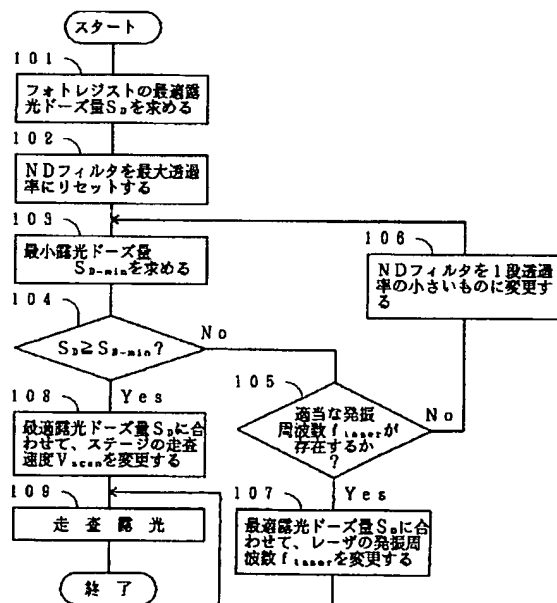 スタート
101
フォトレジストの最適露
光ドーズ量SDを求める
102
NDフィルタを最大透過
率にリセットする
103
最小露光ドーズ量
SD-minを求める
106
NDフィルタを1段透過
率の小さいものに変更す
る
104
SD≧SD-min?
No
Yes
105
適当な発振
周波数flaserが
存在するか
?
No
Yes
108
最適露光ドーズ量SDに合
わせて、ステージの走査
速度Vscanを変更する
107
最適露光ドーズ量SDに合
わせて、レーザの発振周
波数flaserを変更する
109
走査露光
終了